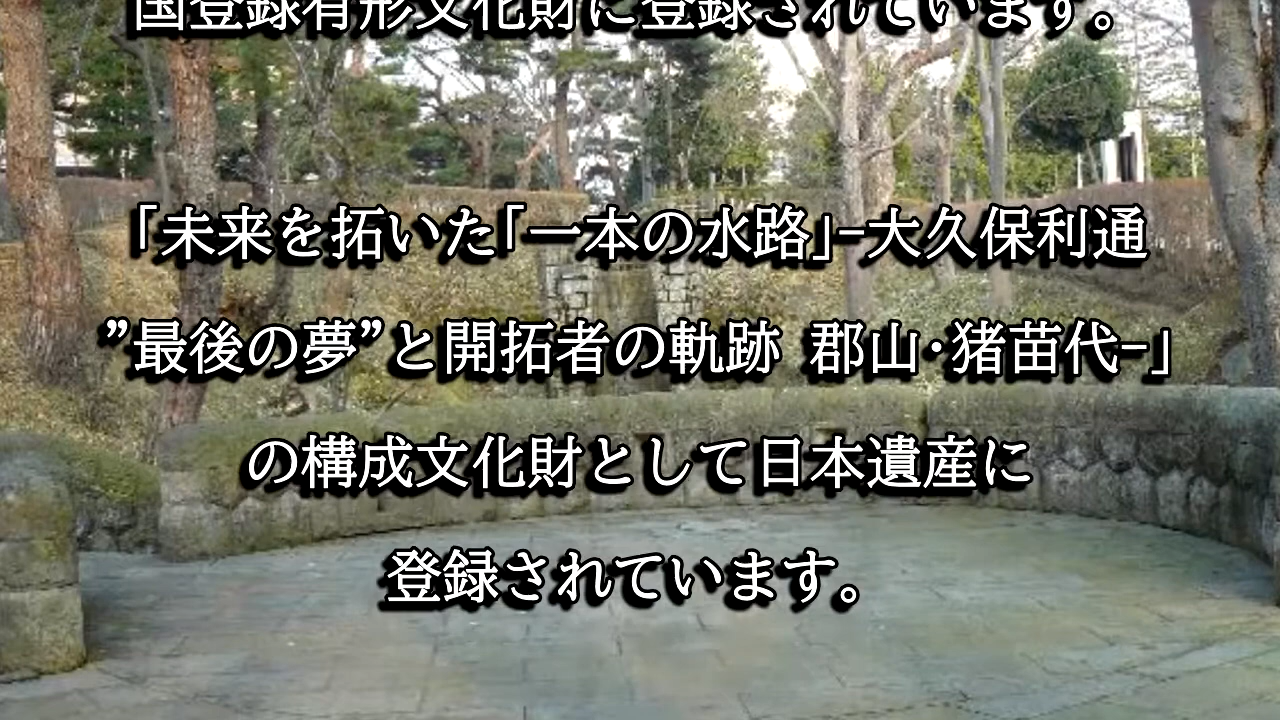 国登録有形文化財に登録されています。
「未来を拓いた「一本の水路」−大久保利通
”最後の夢”と開拓者の軌跡 郡山・猪苗代−」
の構成文化財として日本遺産に
登録されています。